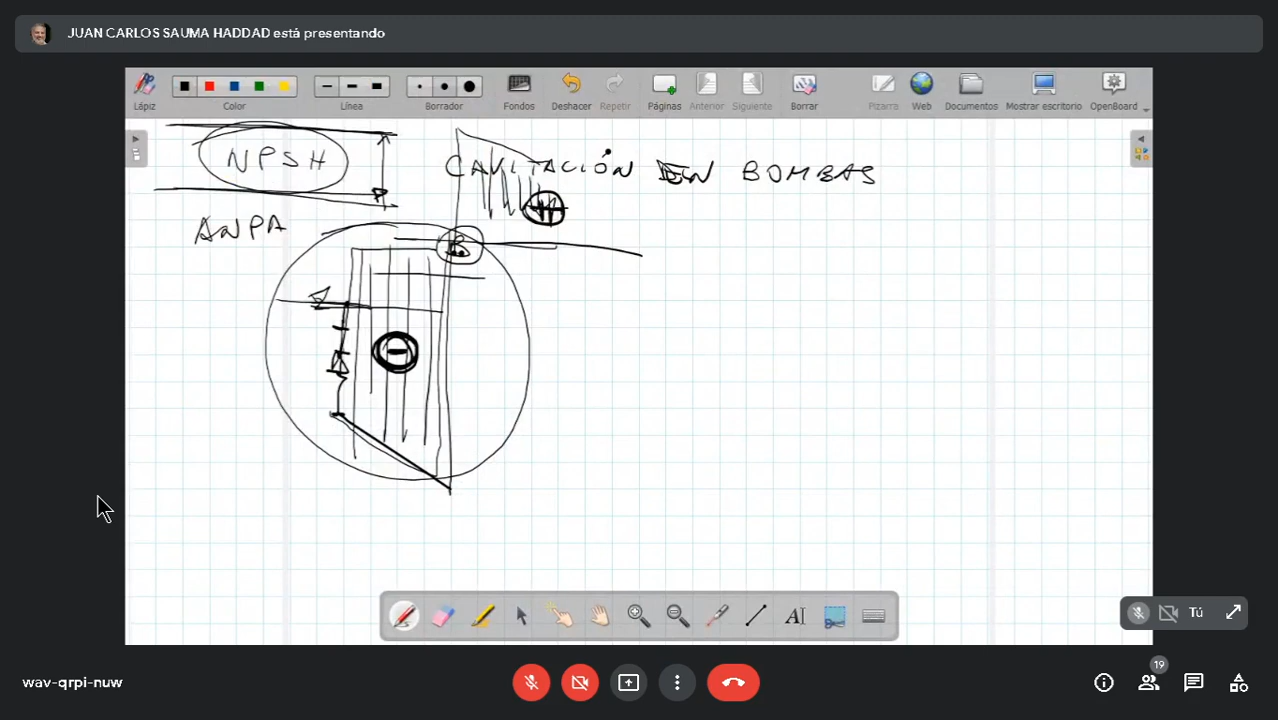 JUAN CARLOS SAUMA HADDAD está presentando
Lápiz
Color
Línea
Borrador
Fondos
Deshacer
Repetir
Páginas
Anterior
Siguiente
Borrar
Pizarra
Web
Documentos
Mostrar escritorio
OpenBoard
NPSH
CAVITACIÓN EN BOMBAS
ANPA
B
Tú
wav-qrpi-nuw
19